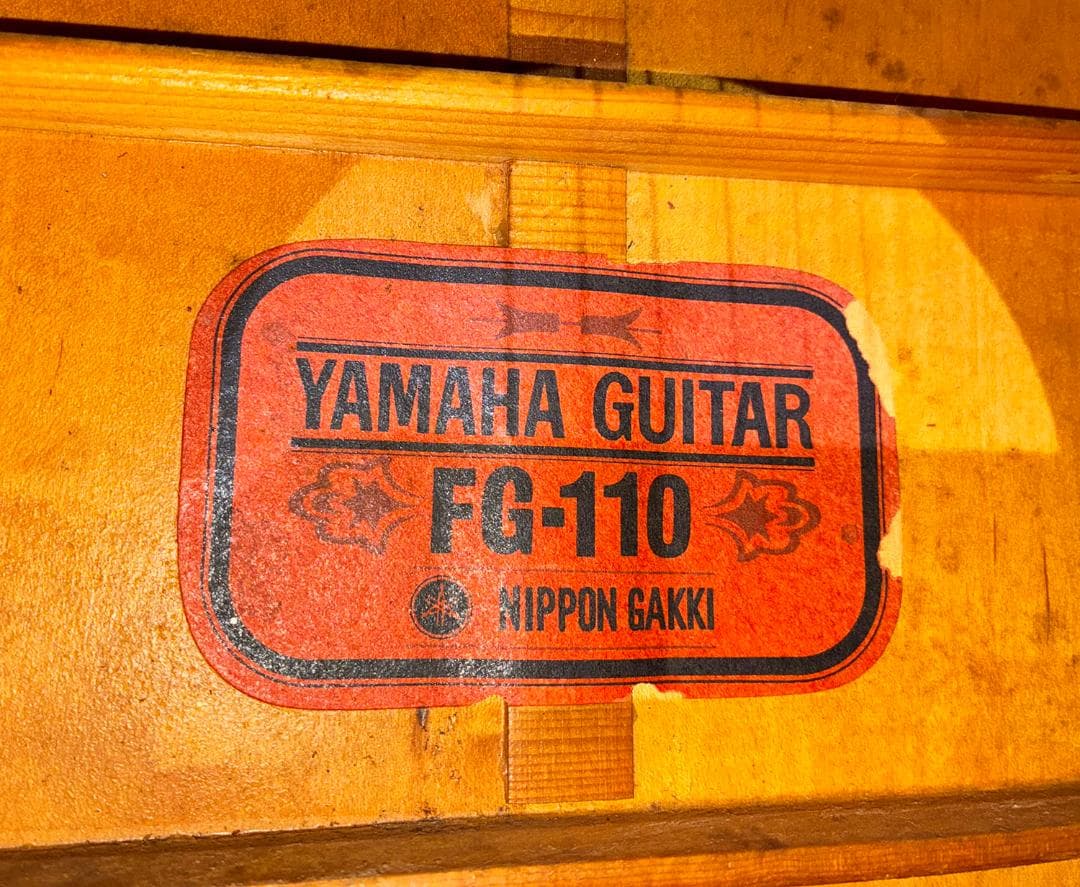 YAMAHA GUITAR
FG-110
NIPPON GAKKI